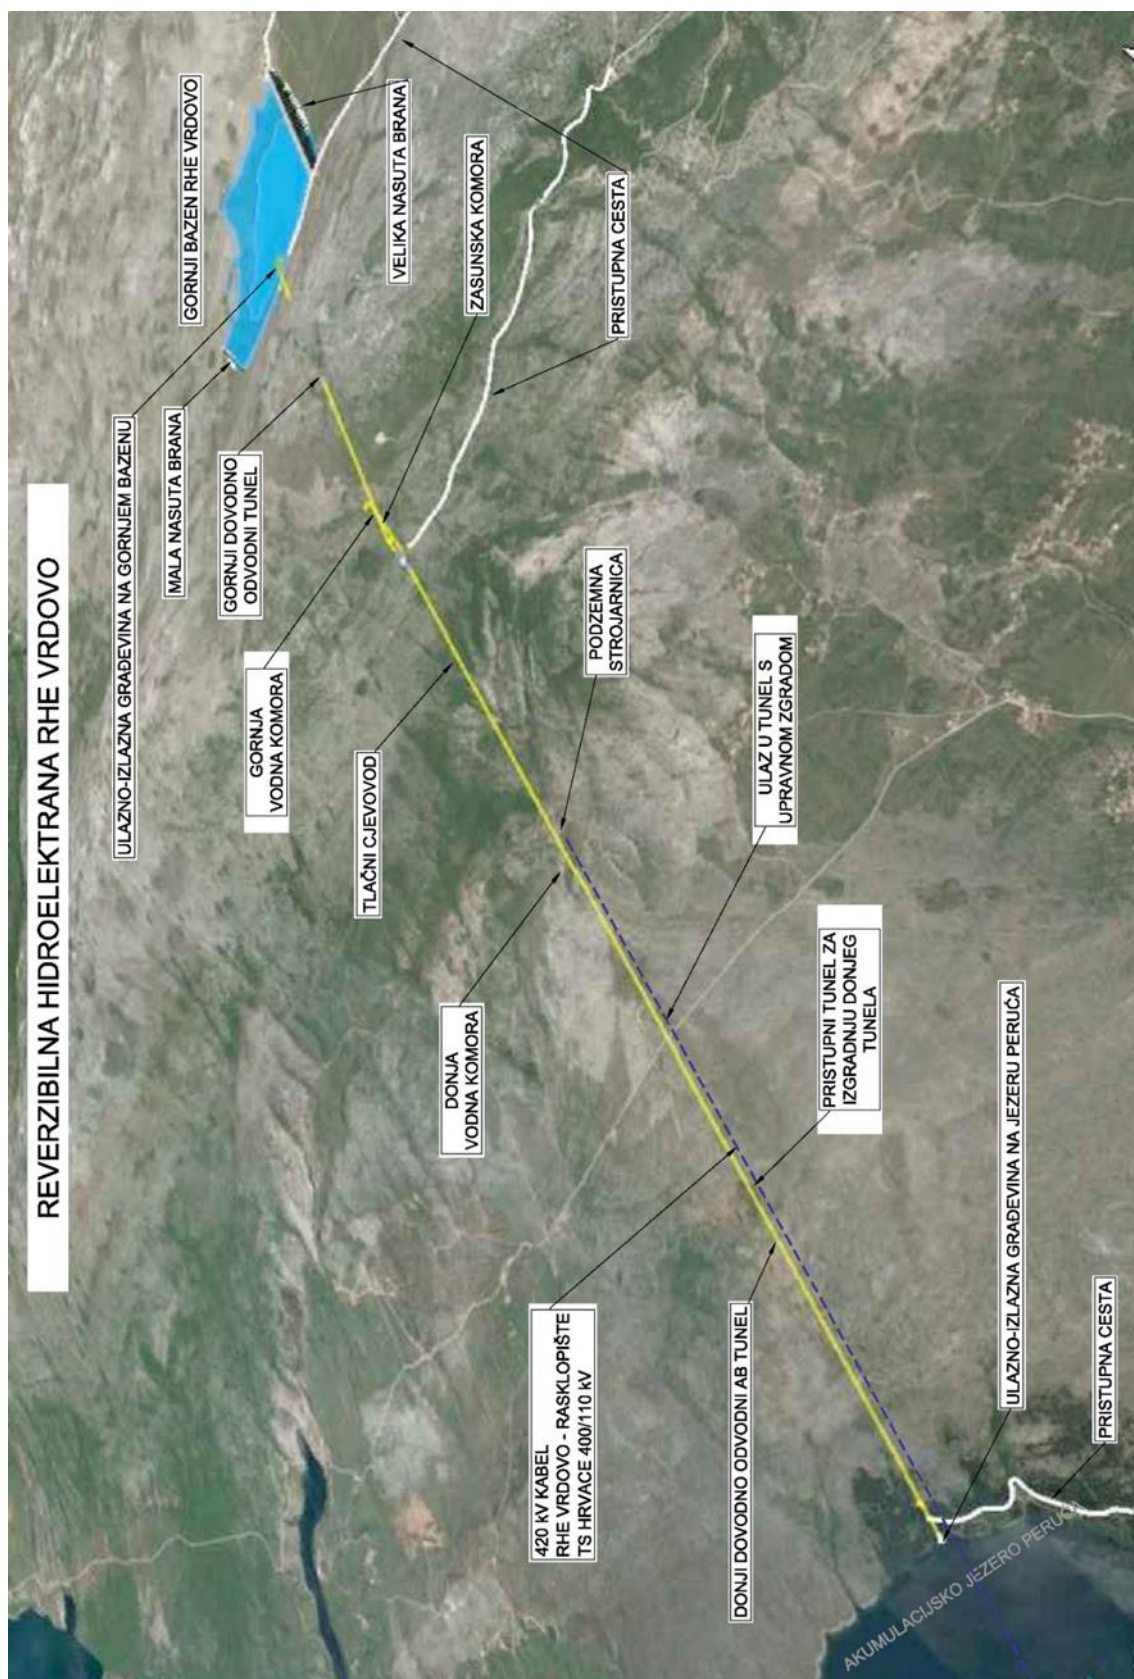 REVERZIBILNA HIDROELEKTRANA RHE VRDOVO
ULAZNO-IZLAZNA GRAĐEVINA NA GORNJEM BAZENU
GORNJI BAZEN RHE VRDOVO
MALA NASUTA BRANA
GORNJI DOVODNO
ODVODNI TUNEL
VELIKA NASUTA BRANA
GORNJA
VODNA KOMORA
ZASUNSKA KOMORA
TLAČNI CJEVOVOD
PRISTUPNA CESTA
PODZEMNA
STROJARNICA
DONJA
VODNA KOMORA
ULAZ U TUNEL S
UPRAVNOM ZGRADOM
420 kV KABEL
RHE VRDOVO - RASKLOPIŠTE
TS HRVACE 400/110 kV
PRISTUPNI TUNEL ZA
IZGRADNJU DONJEG
TUNELA
DONJI DOVODNO ODVODNI AB TUNEL
ULAZNO-IZLAZNA GRAĐEVINA NA JEZERU PERUĆA
PRISTUPNA CESTA
AKUMULACIJSKO JEZERO PERUĆA